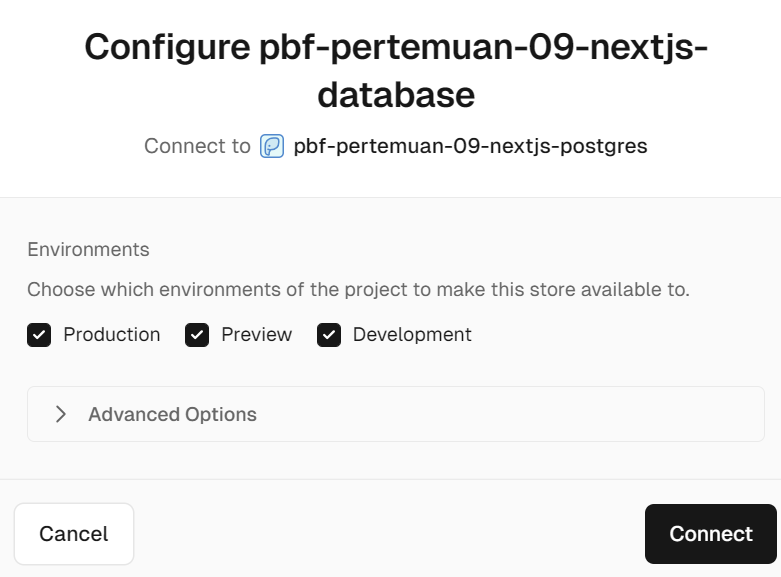 Configure pbf-pertemuan-09-nextjs-
database
Connect to pbf-pertemuan-09-nextjs-postgres
Environments
Choose which environments of the project to make this store available to.
Production Preview Development
Advanced Options
Cancel Connect